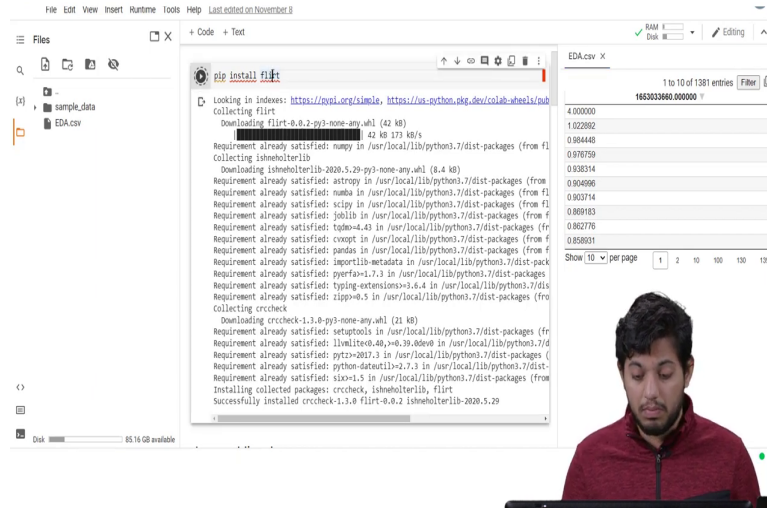 File Edit View Insert Runtime Tools Help Last edited on November 8
+ Code + Text
RAM
Disk
Editing
Files
..
sample_data
EDA.csv
{x}
<>
Disk 85.16 GB available
pip install flirt
Looking in indexes: https://pypi.org/simple, https://us-python.pkg.dev/colab-wheels/pub
Collecting flirt
Downloading flirt-0.0.2-py3-none-any.whl (42 kB)
42 kB 173 kB/s
Requirement already satisfied: numpy in /usr/local/lib/python3.7/dist-packages (from fl
Collecting ishneholterlib
Downloading ishneholterlib-2020.5.29-py3-none-any.whl (8.4 kB)
Requirement already satisfied: astropy in /usr/local/lib/python3.7/dist-packages (from
Requirement already satisfied: numba in /usr/local/lib/python3.7/dist-packages (from fl
Requirement already satisfied: scipy in /usr/local/lib/python3.7/dist-packages (from fl
Requirement already satisfied: joblib in /usr/local/lib/python3.7/dist-packages (from f
Requirement already satisfied: tqdm>=4.43 in /usr/local/lib/python3.7/dist-packages (fr
Requirement already satisfied: cvxopt in /usr/local/lib/python3.7/dist-packages (from f
Requirement already satisfied: pandas in /usr/local/lib/python3.7/dist-packages (from f
Requirement already satisfied: importlib-metadata in /usr/local/lib/python3.7/dist-pack
Requirement already satisfied: pyerfa>=1.7.3 in /usr/local/lib/python3.7/dist-packages
Requirement already satisfied: typing-extensions>=3.6.4 in /usr/local/lib/python3.7/dis
Requirement already satisfied: zipp>=0.5 in /usr/local/lib/python3.7/dist-packages (fro
Collecting crccheck
Downloading crccheck-1.3.0-py3-none-any.whl (21 kB)
Requirement already satisfied: setuptools in /usr/local/lib/python3.7/dist-packages (fr
Requirement already satisfied: llvmlite<0.40,>=0.39.0dev0 in /usr/local/lib/python3.7/d
Requirement already satisfied: pytz>=2017.3 in /usr/local/lib/python3.7/dist-packages (
Requirement already satisfied: python-dateutil>=2.7.3 in /usr/local/lib/python3.7/dist-
Requirement already satisfied: six>=1.5 in /usr/local/lib/python3.7/dist-packages (from
Installing collected packages: crccheck, ishneholterlib, flirt
Successfully installed crccheck-1.3.0 flirt-0.0.2 ishneholterlib-2020.5.29
EDA.csv X
1 to 10 of 1381 entries Filter
1653033660.000000
4.000000
1.022892
0.984448
0.976759
0.938314
0.904996
0.903714
0.869183
0.862776
0.858931
Show 10 per page 1 2 10 100 130 135